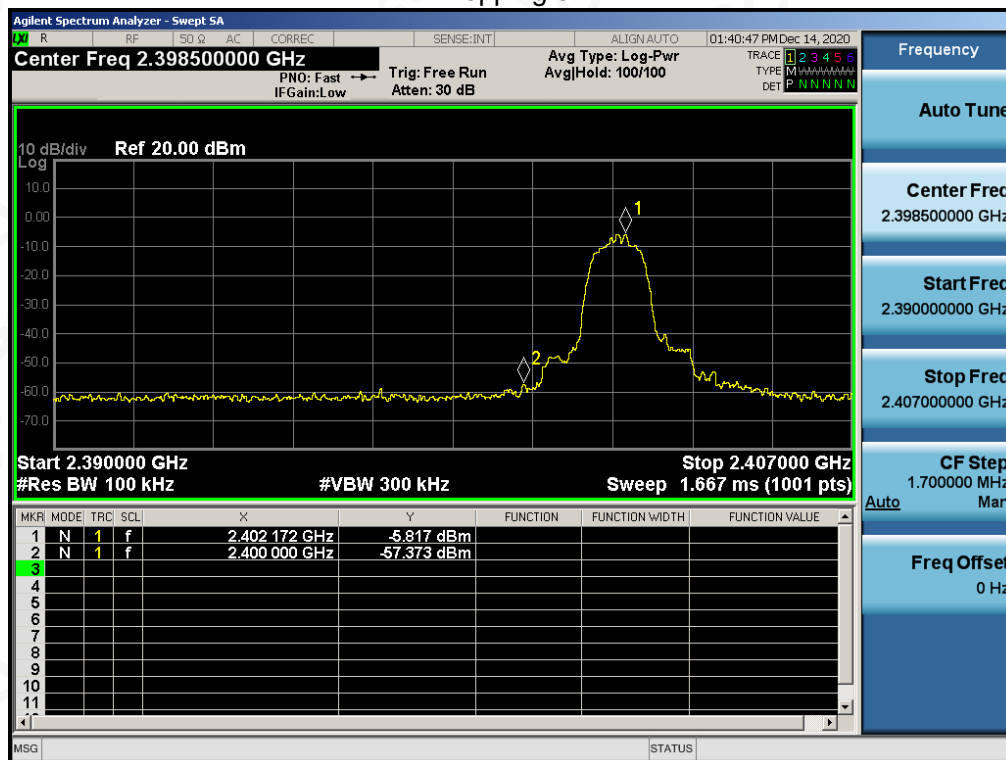 Agilent Spectrum Analyzer - Swept SA
LXI R RF 50 Ω AC CORREC SENSE:INT ALIGN AUTO 01:40:47 PM Dec 14, 2020
Center Freq 2.398500000 GHz Avg Type: Log-Pwr TRACE 1 2 3 4 5 6
PNO: Fast Trig: Free Run Avg|Hold: 100/100 TYPE M WWWWW
IFGain:Low Atten: 30 dB DET P N N N N N
10 dB/div Ref 20.00 dBm
Log
10.0
0.00
-10.0
-20.0
-30.0
-40.0
-50.0
-60.0
-70.0
1
2
Start 2.390000 GHz Stop 2.407000 GHz
#Res BW 100 kHz #VBW 300 kHz Sweep 1.667 ms (1001 pts)
MKR MODE TRC SCL X Y FUNCTION FUNCTION WIDTH FUNCTION VALUE
1 N 1 f 2.402 172 GHz -5.817 dBm
2 N 1 f 2.400 000 GHz -57.373 dBm
3
4
5
6
7
8
9
10
11
MSG STATUS
Frequency
Auto Tune
Center Freq
2.398500000 GHz
Start Freq
2.390000000 GHz
Stop Freq
2.407000000 GHz
CF Step
1.700000 MHz
Auto Man
Freq Offset
0 Hz